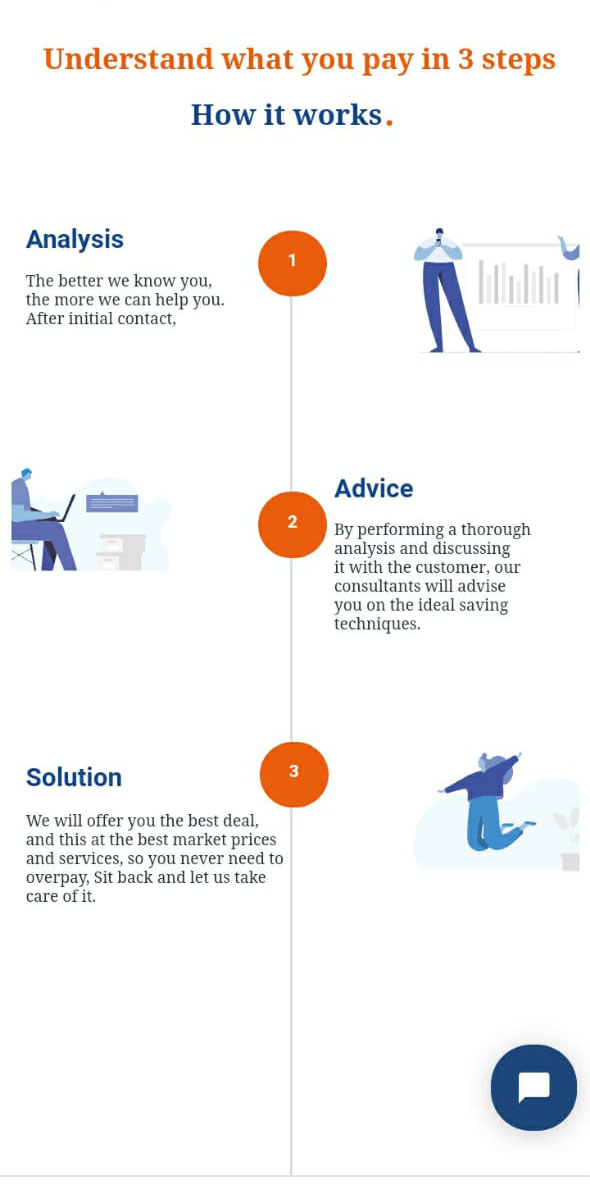 Understand what you pay in 3 steps
How it works.
Analysis
1
The better we know you,
the more we can help you.
After initial contact,
Advice
2
By performing a thorough
analysis and discussing
it with the customer, our
consultants will advise
you on the ideal saving
techniques.
3
Solution
We will offer you the best deal,
and this at the best market prices
and services, so you never need to
overpay, Sit back and let us take
care of it.